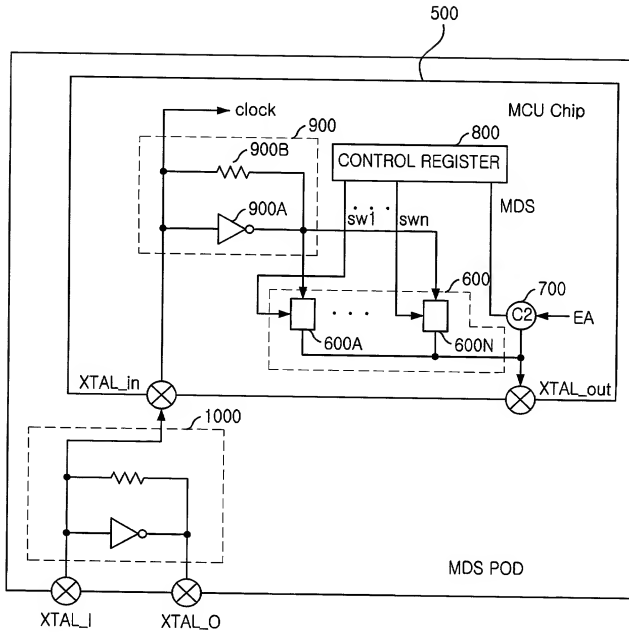 500
clock
MCU Chip
900
800
900B
CONTROL REGISTER
900A
sw1
swn
MDS
600
700
C2
EA
600A
600N
XTAL_in
XTAL_out
1000
MDS POD
XTAL_I
XTAL_O